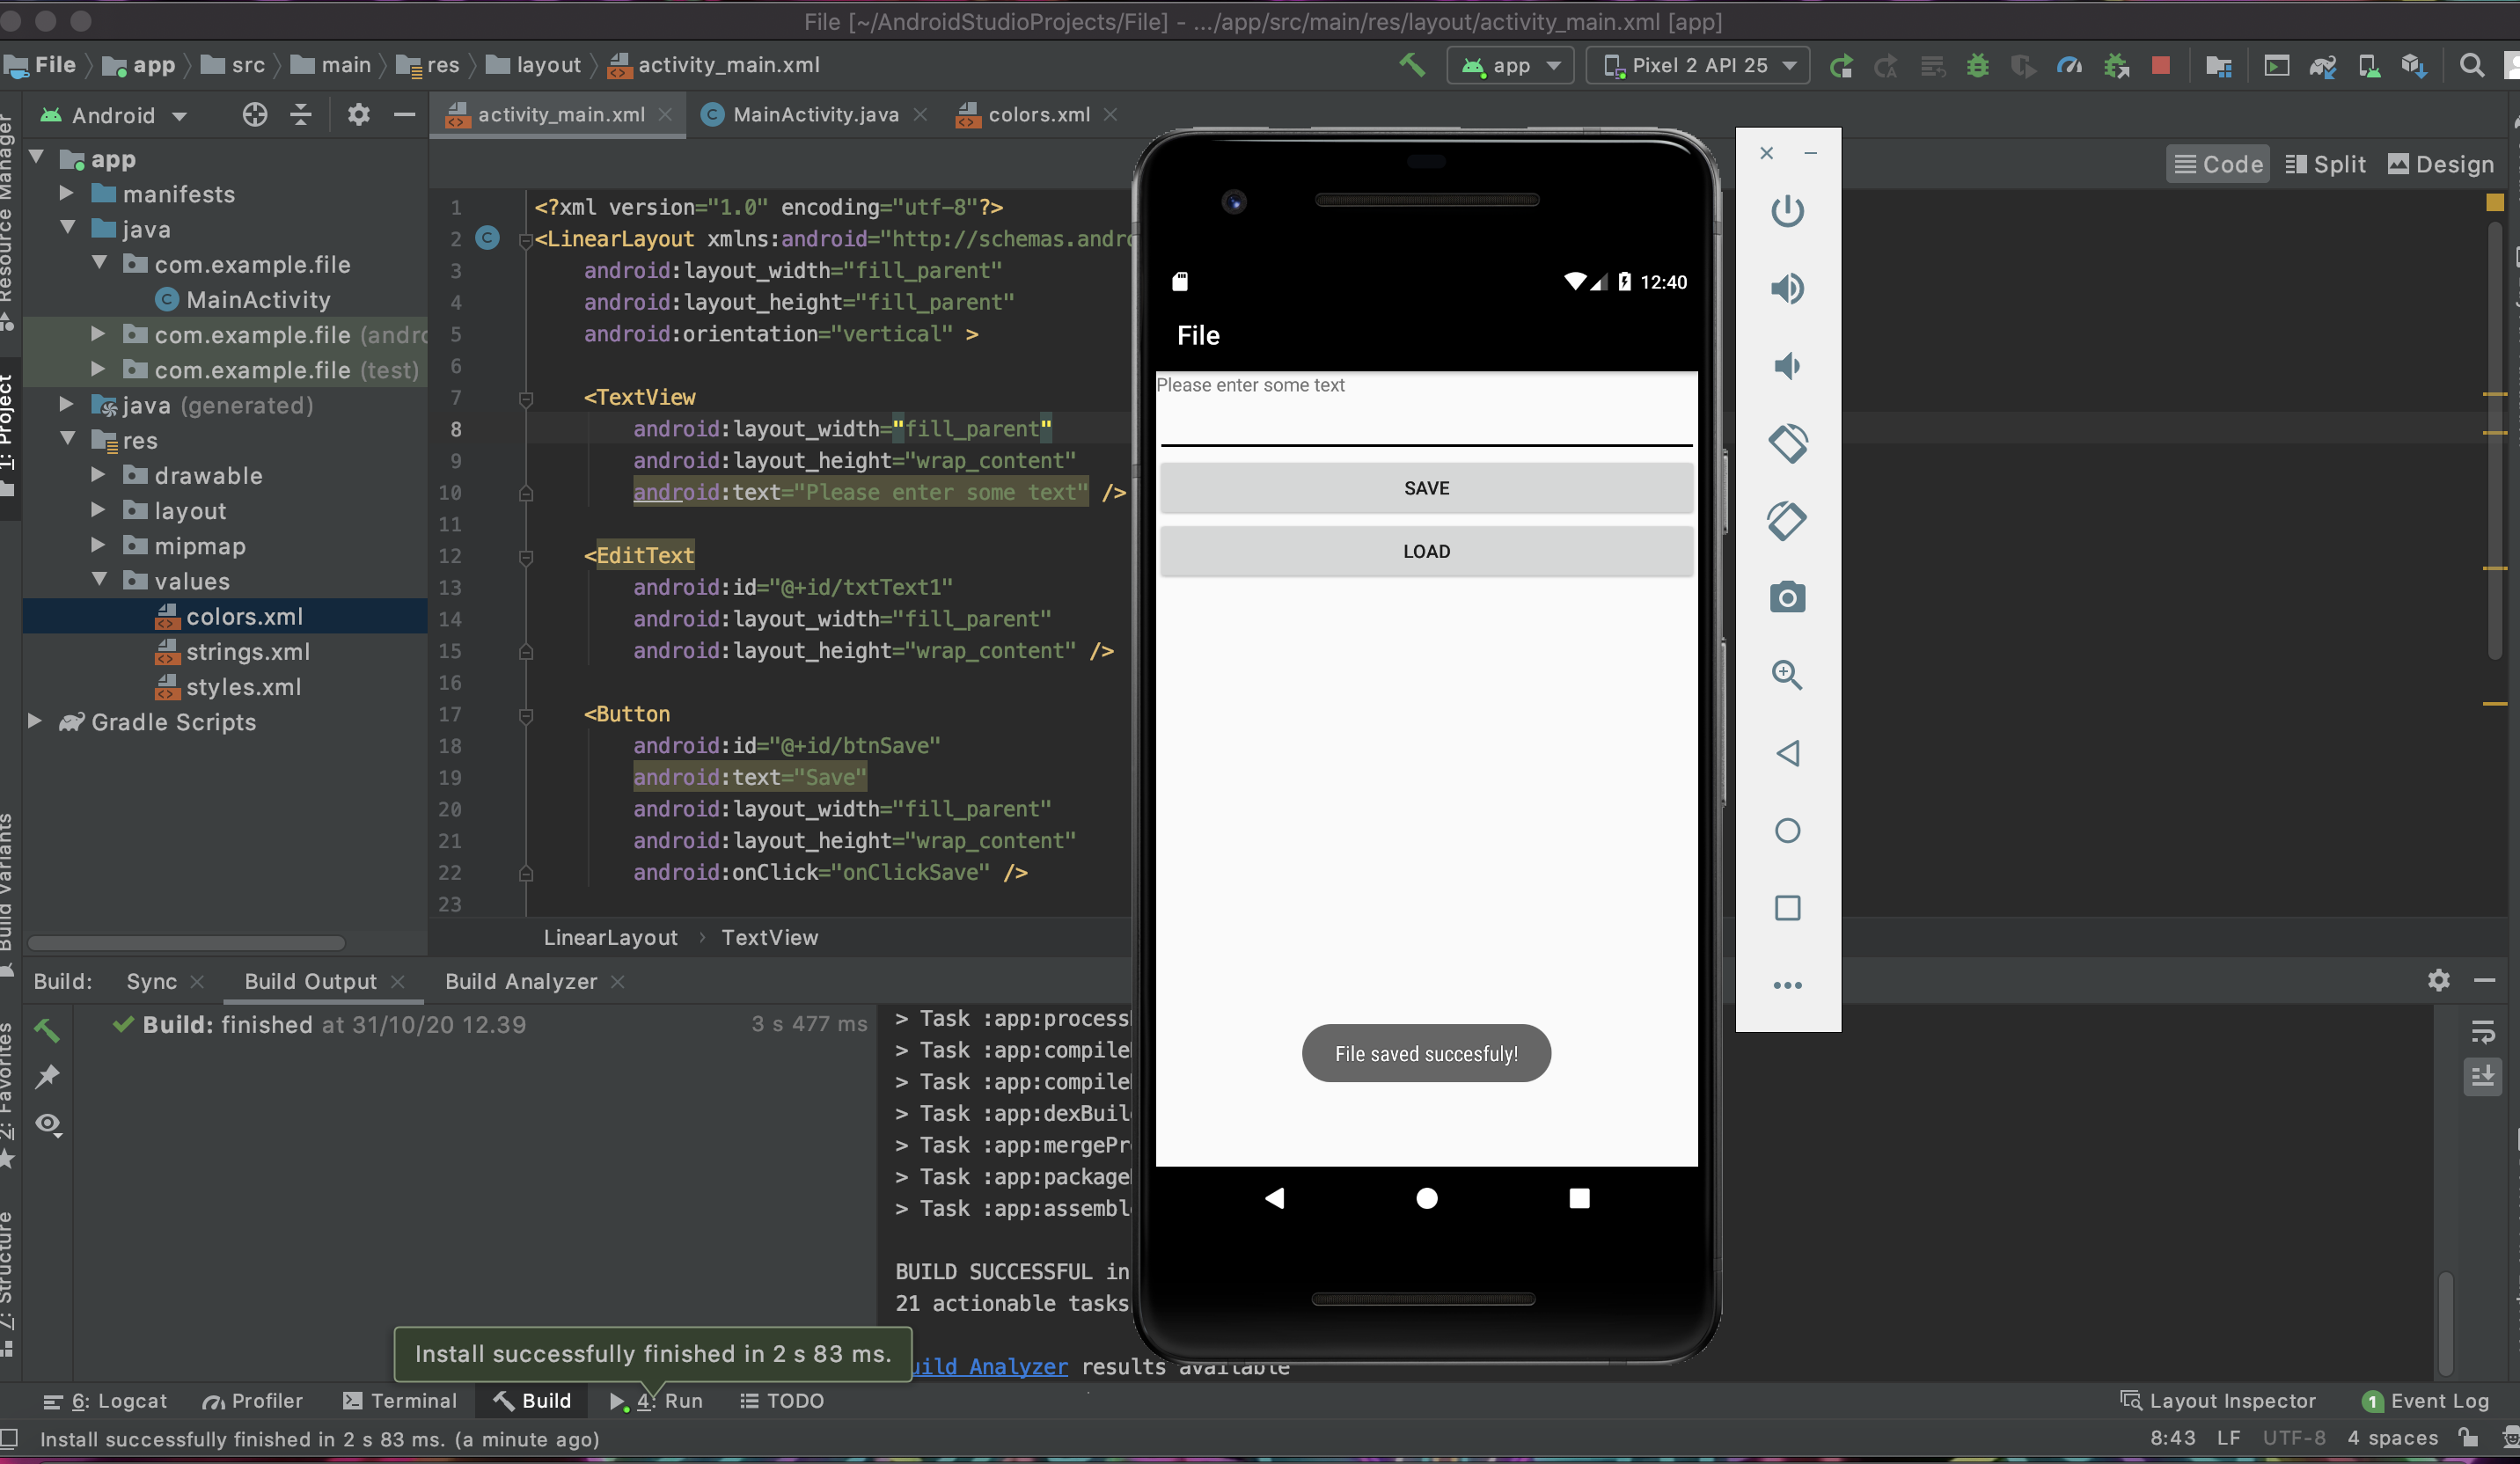 File [~/AndroidStudioProjects/File] - .../app/src/main/res/layout/activity_main.xml [app]
File app src main res layout activity_main.xml
app Pixel 2 API 25
Android
activity_main.xml MainActivity.java colors.xml
Code Split Design
Resource Manager
1: Project
Build Variants
2: Favorites
7: Structure
app
manifests
java
com.example.file
MainActivity
com.example.file (andro
com.example.file (test)
java (generated)
res
drawable
layout
mipmap
values
colors.xml
strings.xml
styles.xml
Gradle Scripts
1 <?xml version="1.0" encoding="utf-8"?>
2 <LinearLayout xmlns:android="http://schemas.andro
3 android:layout_width="fill_parent"
4 android:layout_height="fill_parent"
5 android:orientation="vertical" >
6
7 <TextView
8 android:layout_width="fill_parent"
9 android:layout_height="wrap_content"
10 android:text="Please enter some text" />
11
12 <EditText
13 android:id="@+id/txtText1"
14 android:layout_width="fill_parent"
15 android:layout_height="wrap_content" />
16
17 <Button
18 android:id="@+id/btnSave"
19 android:text="Save"
20 android:layout_width="fill_parent"
21 android:layout_height="wrap_content"
22 android:onClick="onClickSave" />
23
LinearLayout › TextView
12:40
File
Please enter some text
SAVE
LOAD
File saved succesfuly!
Build: Sync Build Output Build Analyzer
Build: finished at 31/10/20 12.39 3 s 477 ms
> Task :app:process
> Task :app:compile
> Task :app:compile
> Task :app:dexBuil
> Task :app:mergePr
> Task :app:package
> Task :app:assembl
BUILD SUCCESSFUL in
21 actionable tasks
uild Analyzer results available
Install successfully finished in 2 s 83 ms.
6: Logcat Profiler Terminal Build 4: Run TODO
Layout Inspector 1 Event Log
Install successfully finished in 2 s 83 ms. (a minute ago)
8:43 LF UTF-8 4 spaces